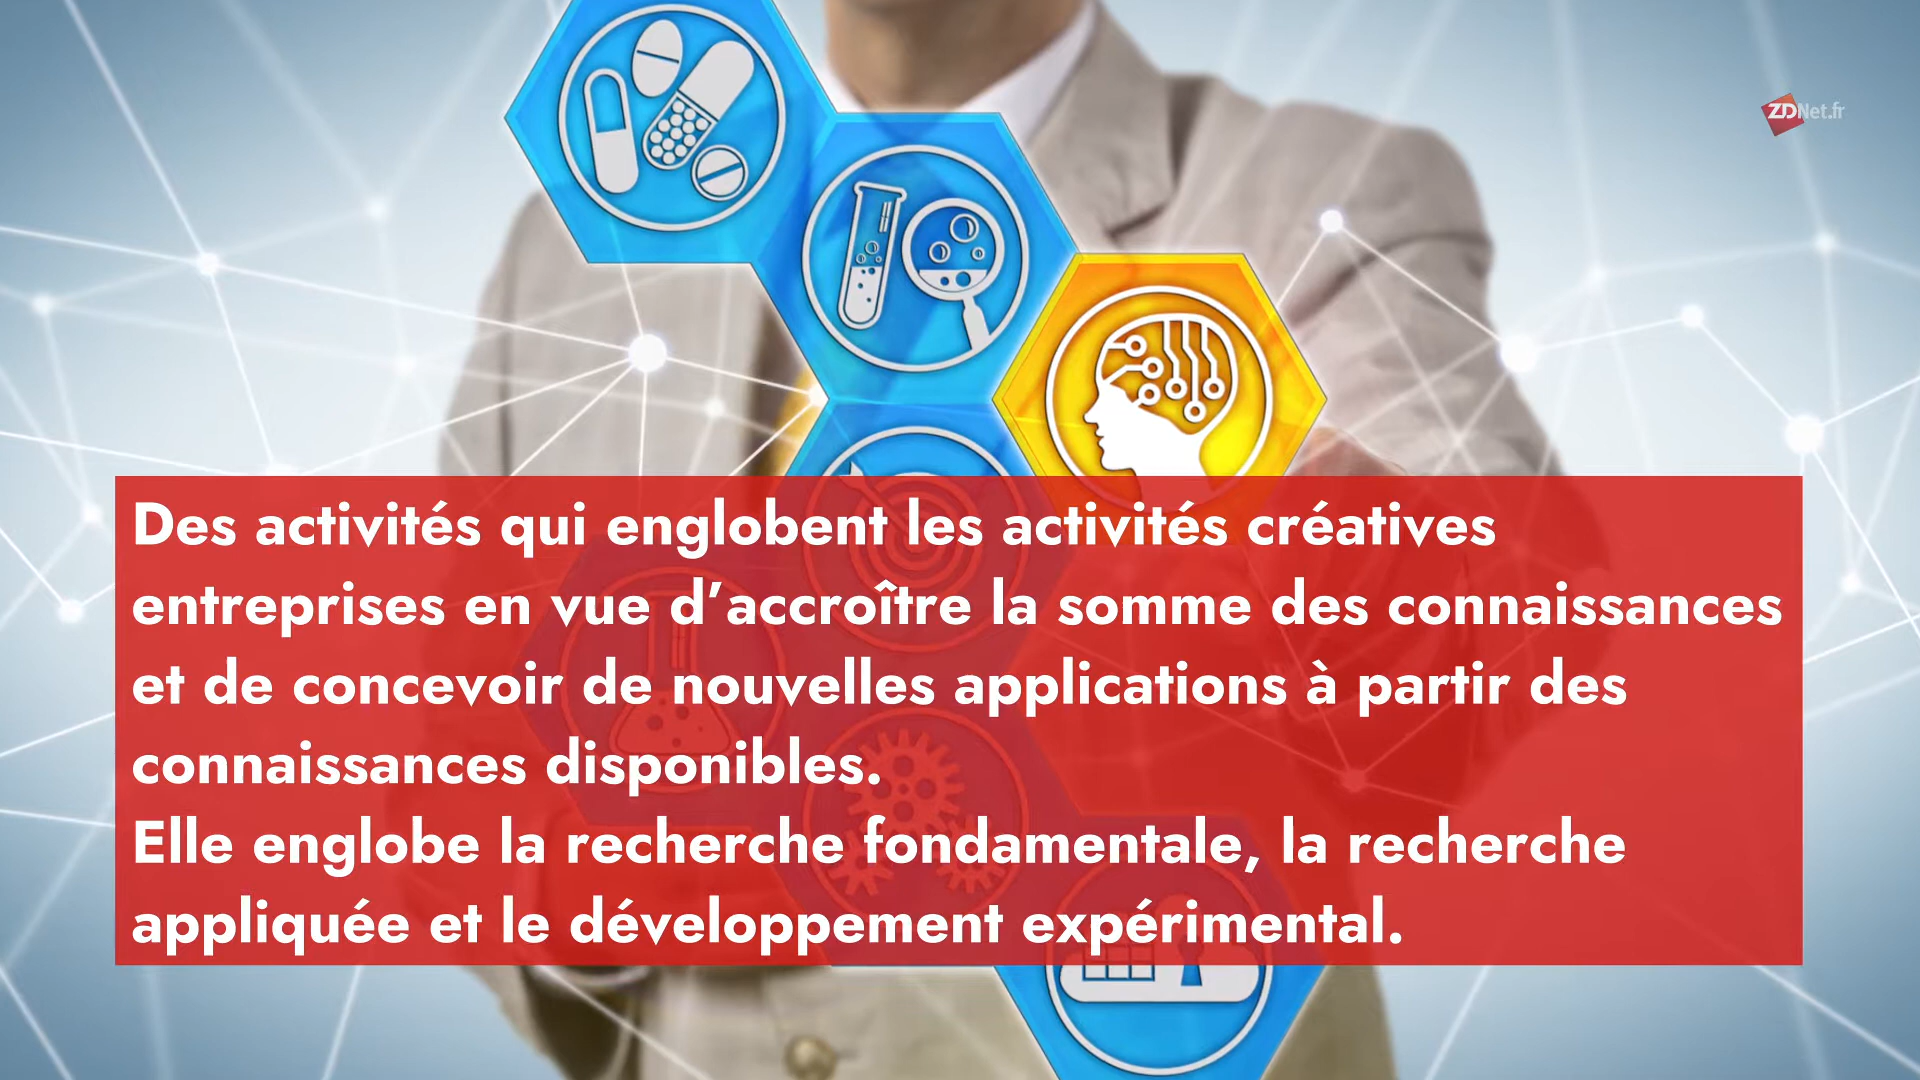 ZDNet.fr
Des activités qui englobent les activités créatives
entreprises en vue d’accroître la somme des connaissances
et de concevoir de nouvelles applications à partir des
connaissances disponibles.
Elle englobe la recherche fondamentale, la recherche
appliquée et le développement expérimental.